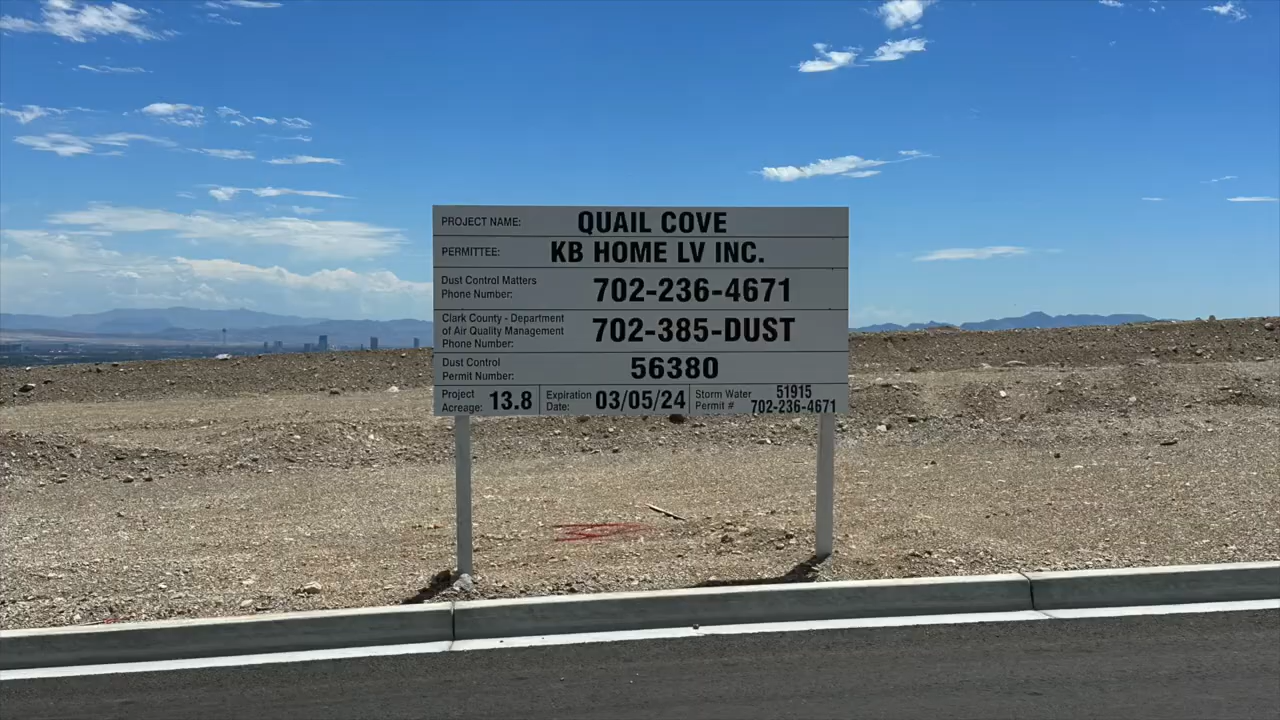 PROJECT NAME: QUAIL COVE
PERMITTEE: KB HOME LV INC.
Dust Control Matters
Phone Number: 702-236-4671
Clark County - Department
of Air Quality Management
Phone Number: 702-385-DUST
Dust Control
Permit Number: 56380
Project
Acreage: 13.8
Expiration
Date: 03/05/24
Storm Water
Permit # 51915
702-236-4671